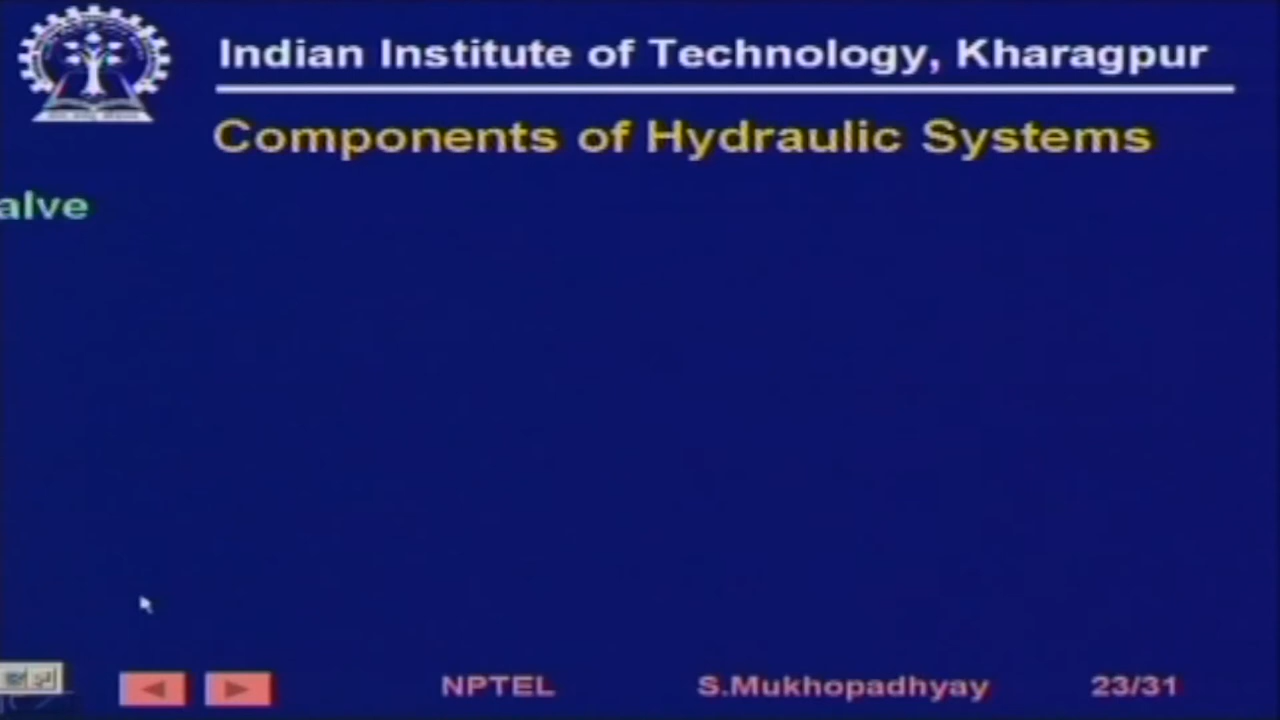 Indian Institute of Technology, Kharagpur
Components of Hydraulic Systems
alve
NPTEL S.Mukhopadhyay 23/31